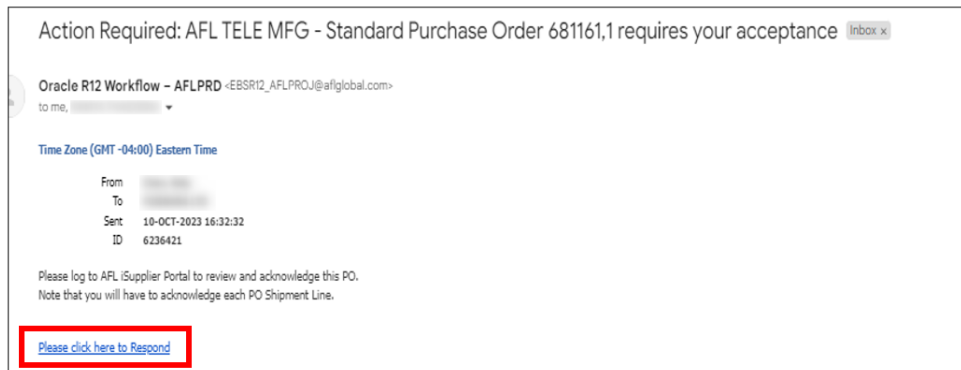 Action Required: AFL TELE MFG - Standard Purchase Order 681161,1 requires your acceptance Inbox x
Oracle R12 Workflow – AFLPRD <EBSR12_AFLPROJ@aflglobal.com>
to me,
Time Zone (GMT -04:00) Eastern Time
From
To
Sent 10-OCT-2023 16:32:32
ID 6236421
Please log to AFL iSupplier Portal to review and acknowledge this PO.
Note that you will have to acknowledge each PO Shipment Line.
Please click here to Respond